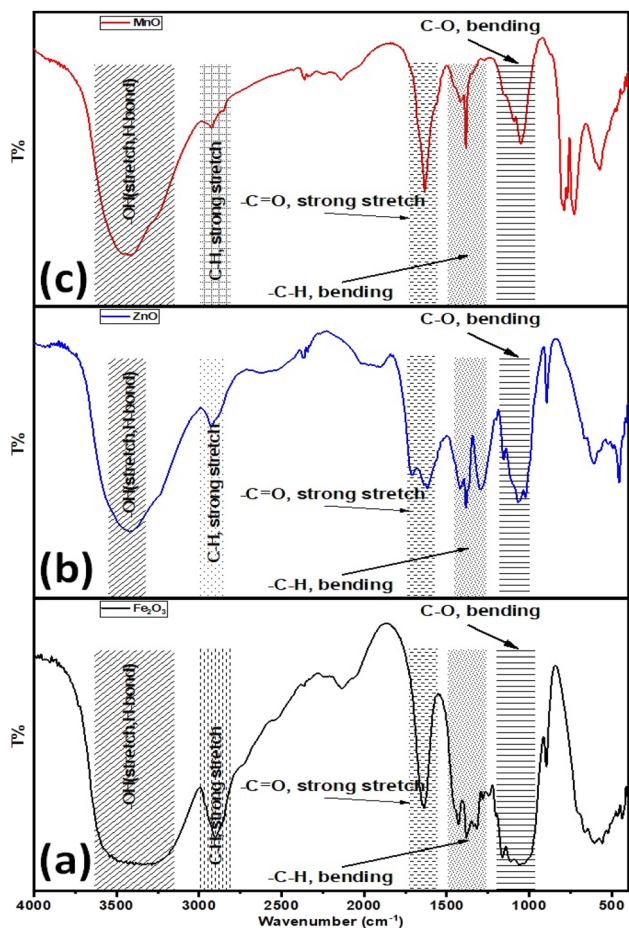 MnO
C-O, bending
-OH(stretch,H-bond)
C-H, strong stretch
-C=O, strong stretch
-C-H, bending
T%
(c)
ZnO
C-O, bending
-OH(stretch,H-bond)
C-H, strong stretch
-C=O, strong stretch
-C-H, bending
T%
(b)
Fe₂O₃
C-O, bending
-OH(stretch,H-bond)
C-H, strong stretch
-C=O, strong stretch
-C-H, bending
T%
(a)
4000 3500 3000 2500 2000 1500 1000 500
Wavenumber (cm⁻¹)